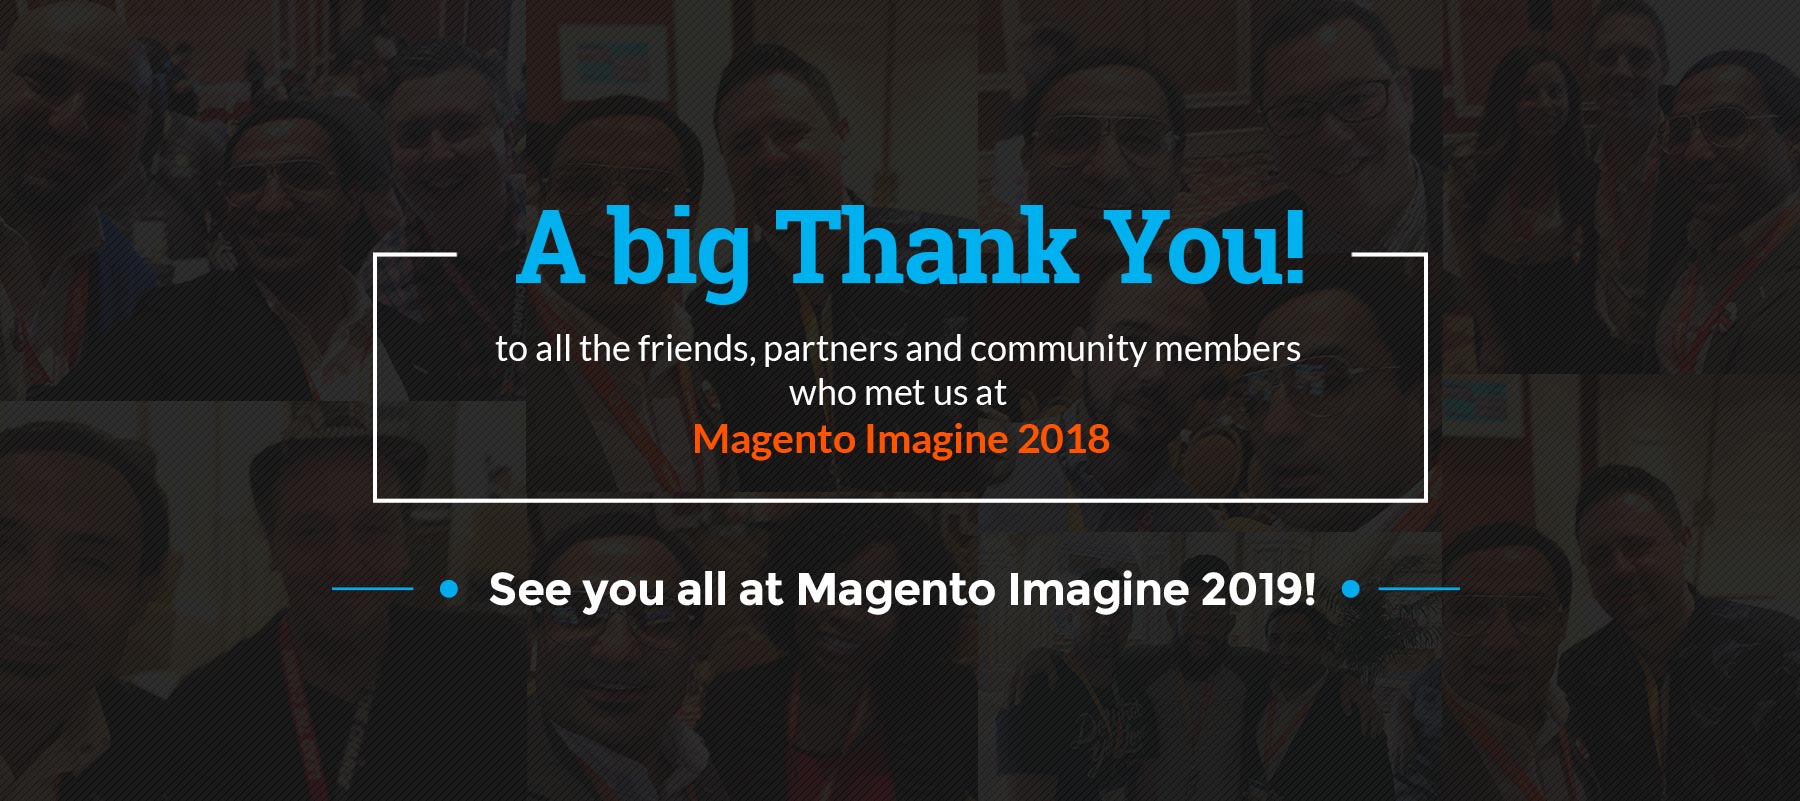 A big Thank You!
to all the friends, partners and community members
who met us at
Magento Imagine 2018
See you all at Magento Imagine 2019!